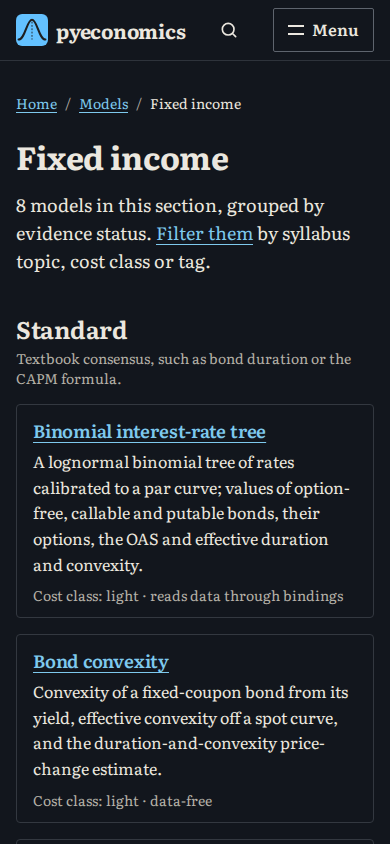 pyeconomics
Menu
Home / Models / Fixed income
Fixed income
8 models in this section, grouped by
evidence status. Filter them by syllabus
topic, cost class or tag.
Standard
Textbook consensus, such as bond duration or the
CAPM formula.
Binomial interest-rate tree
A lognormal binomial tree of rates
calibrated to a par curve; values of option-
free, callable and putable bonds, their
options, the OAS and effective duration
and convexity.
Cost class: light · reads data through bindings
Bond convexity
Convexity of a fixed-coupon bond from its
yield, effective convexity off a spot curve,
and the duration-and-convexity price-
change estimate.
Cost class: light · data-free